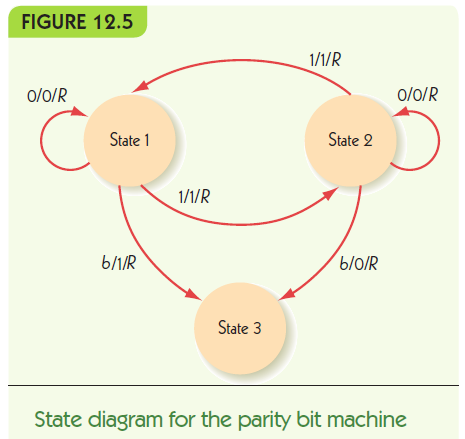 FIGURE 12.5
1/1/R
0/0/R
0/0/R
State 1
State 2
1/1/R
b/1/R
b/0/R
State 3
State diagram for the parity bit machine